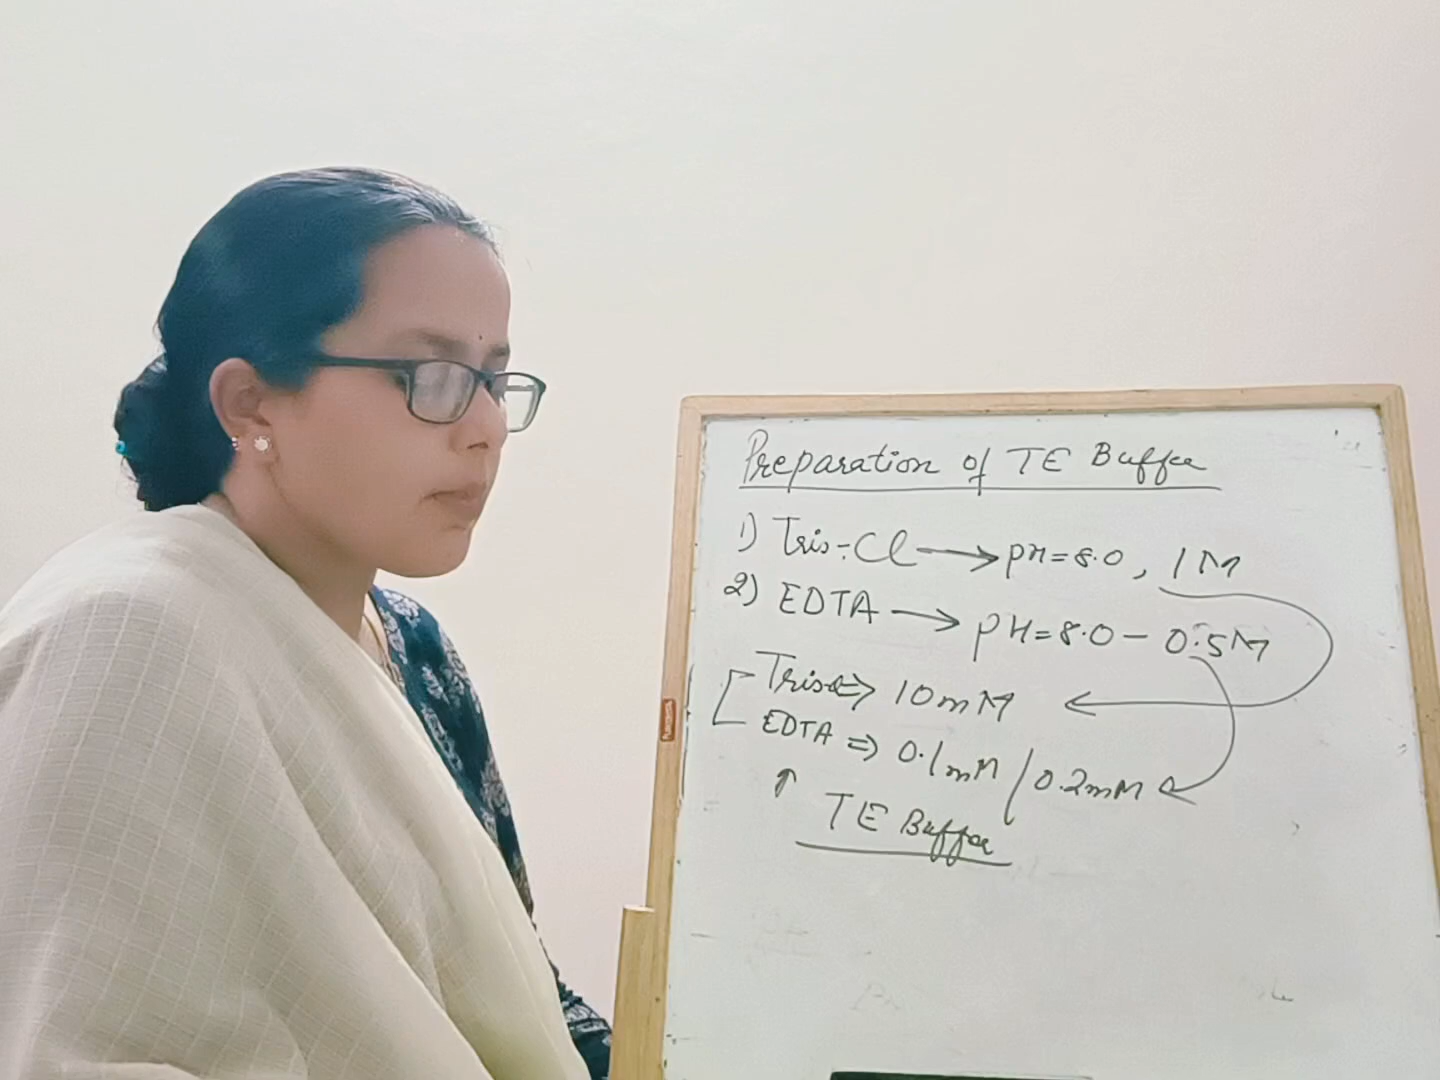 Preparation of TE Buffer
1) Tris-Cl → pH=8.0, 1M
2) EDTA → pH=8.0 - 0.5M
Tris-Cl ⇒ 10mM
EDTA ⇒ 0.1mM / 0.2mM
↑ TE Buffer